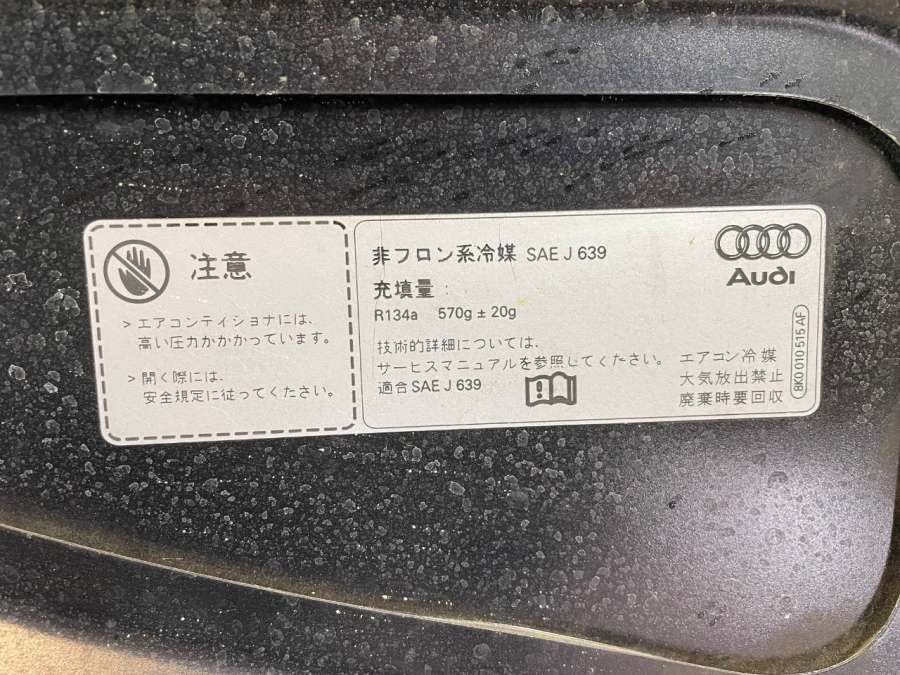 注意
> エアコンディショナには、
高い圧力がかかっています。
> 開く際には、
安全規定に従ってください。
非フロン系冷媒 SAE J 639
充填量:
R134a 570g ± 20g
技術的詳細については、
サービスマニュアルを参照してください。
適合 SAE J 639
Audi
エアコン冷媒
大気放出禁止
廃棄時要回収
8K0 010 515 AF